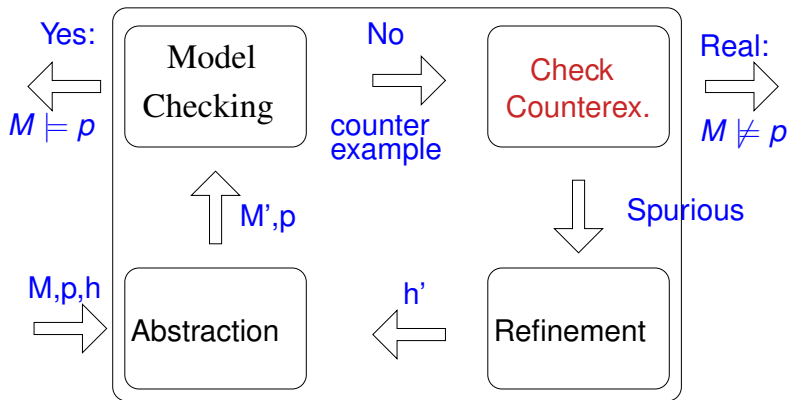 Yes:
M ⊨ p
Model
Checking
No
counter
example
Check
Counterex.
Real:
M ⊭ p
M',p
Spurious
M,p,h
Abstraction
h'
Refinement